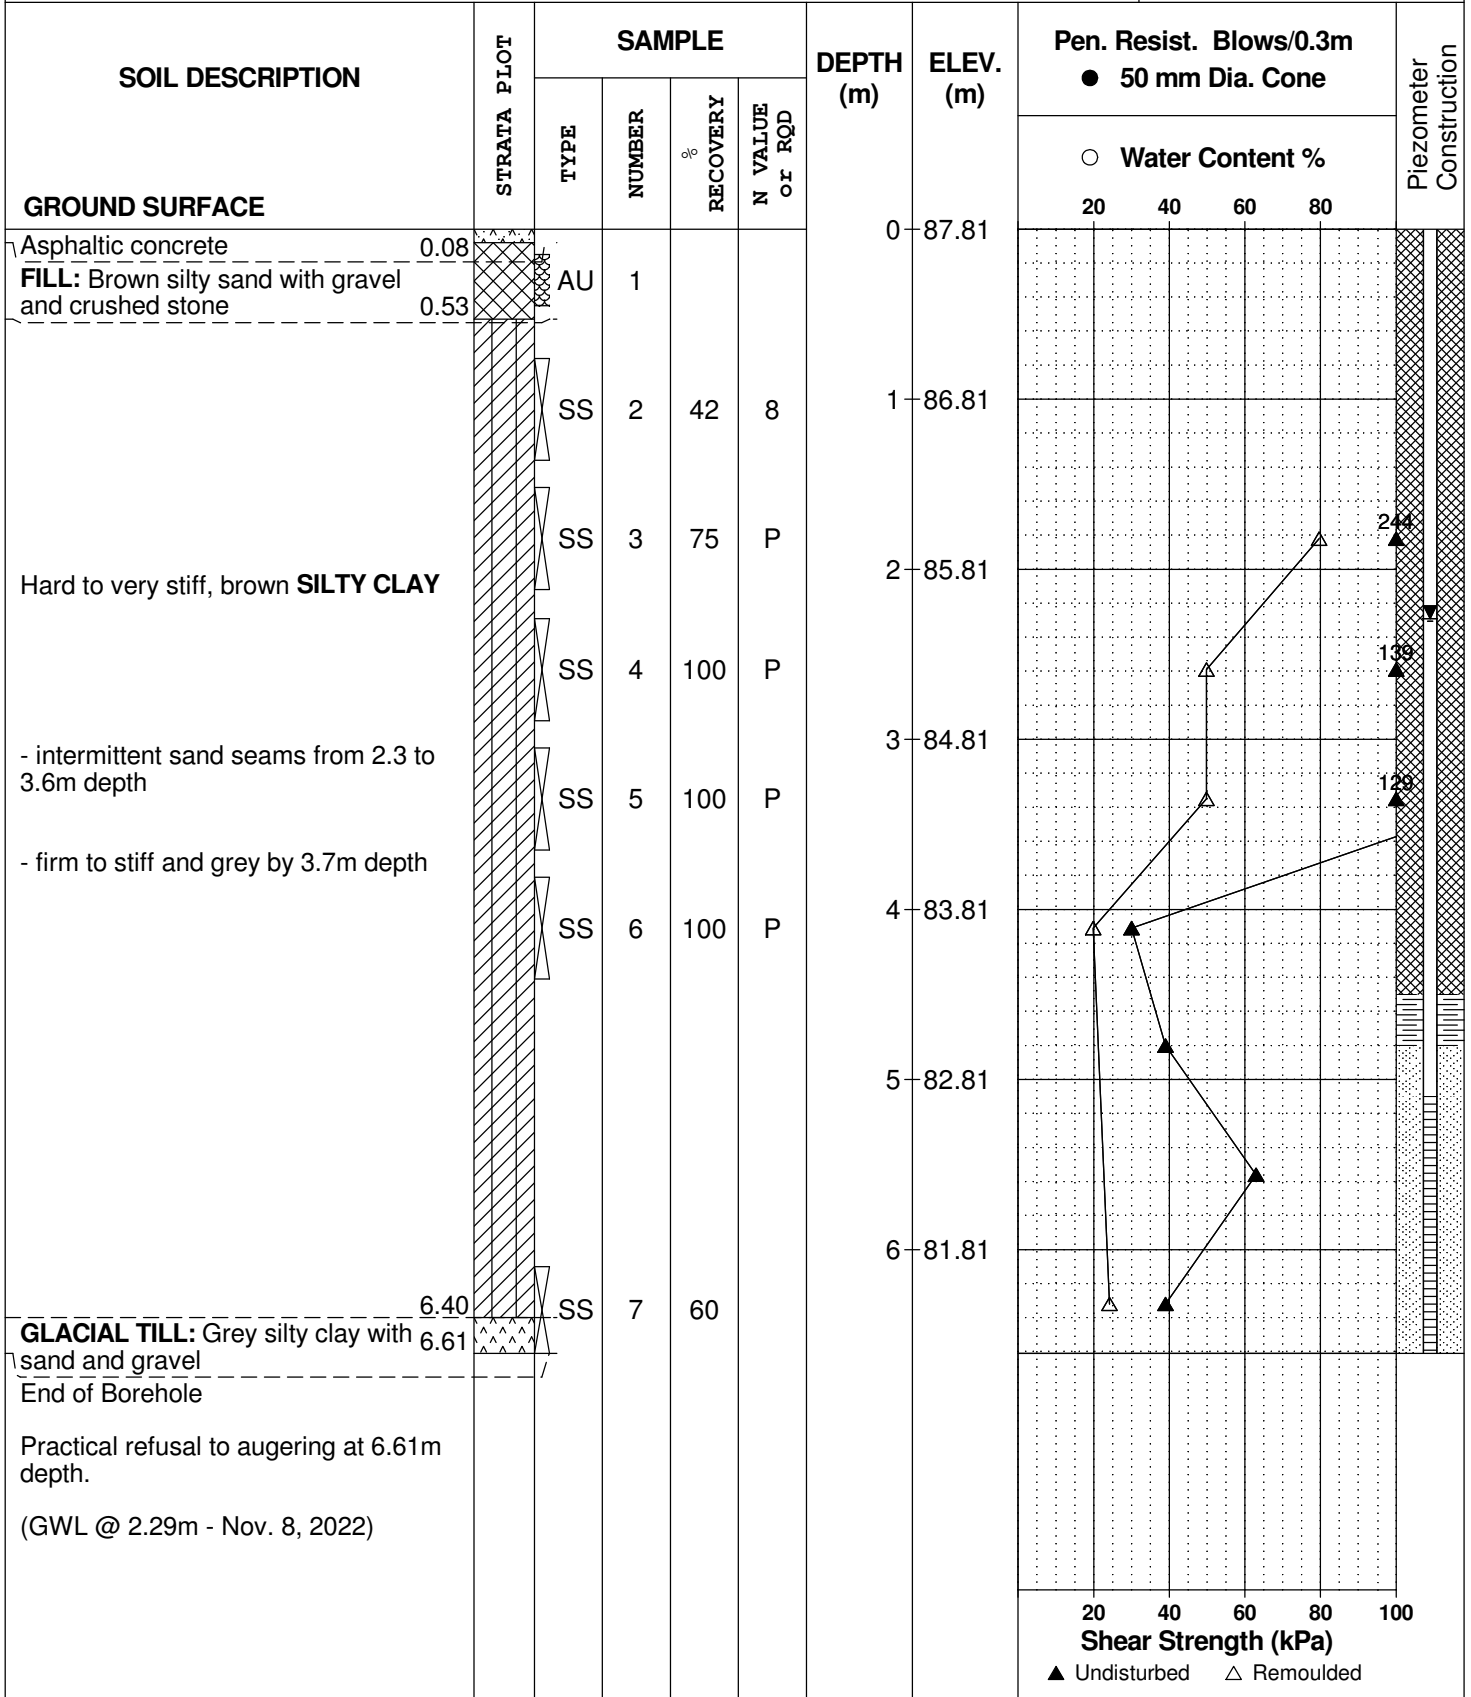 SOIL DESCRIPTION
GROUND SURFACE
STRATA PLOT
SAMPLE
TYPE
NUMBER
% RECOVERY
N VALUE or RQD
DEPTH (m)
ELEV. (m)
Pen. Resist. Blows/0.3m
● 50 mm Dia. Cone
○ Water Content %
20 40 60 80
Piezometer Construction
0 87.81
Asphaltic concrete 0.08
FILL: Brown silty sand with gravel
and crushed stone 0.53
AU 1
1 86.81
SS 2 42 8
SS 3 75 P
244
2 85.81
Hard to very stiff, brown SILTY CLAY
SS 4 100 P
139
3 84.81
- intermittent sand seams from 2.3 to
3.6m depth
SS 5 100 P
129
- firm to stiff and grey by 3.7m depth
4 83.81
SS 6 100 P
5 82.81
6 81.81
6.40
SS 7 60
GLACIAL TILL: Grey silty clay with 6.61
sand and gravel
End of Borehole
Practical refusal to augering at 6.61m
depth.
(GWL @ 2.29m - Nov. 8, 2022)
20 40 60 80 100
Shear Strength (kPa)
▲ Undisturbed △ Remoulded